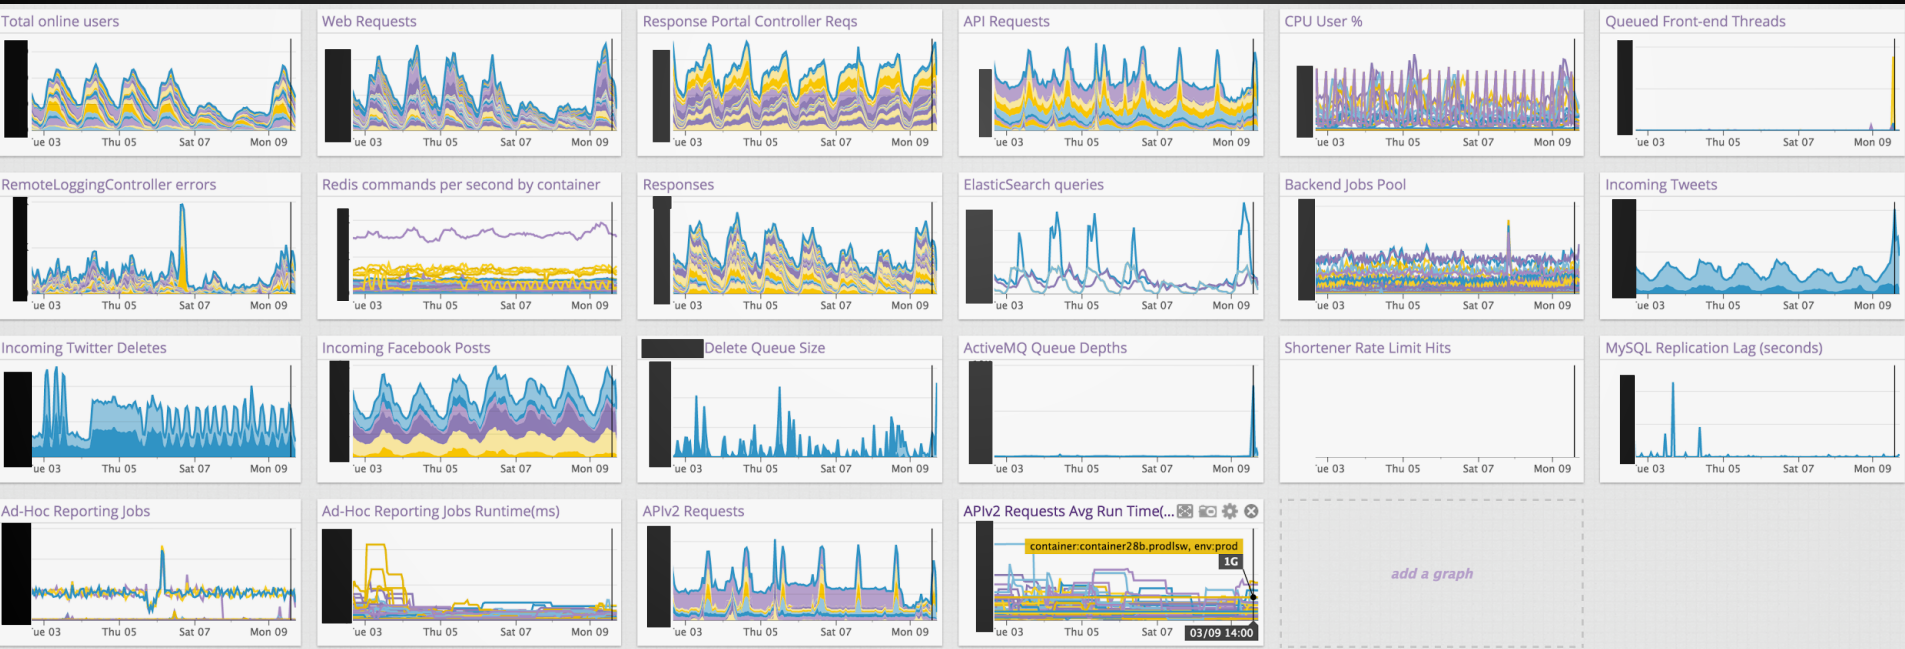 Total online users
Web Requests
Response Portal Controller Reqs
API Requests
CPU User %
Queued Front-end Threads
'ue 03 Thu 05 Sat 07 Mon 09
'ue 03 Thu 05 Sat 07 Mon 09
'ue 03 Thu 05 Sat 07 Mon 09
'ue 03 Thu 05 Sat 07 Mon 09
'ue 03 Thu 05 Sat 07 Mon 09
'ue 03 Thu 05 Sat 07 Mon 09
RemoteLoggingController errors
Redis commands per second by container
Responses
ElasticSearch queries
Backend Jobs Pool
Incoming Tweets
'ue 03 Thu 05 Sat 07 Mon 09
'ue 03 Thu 05 Sat 07 Mon 09
'ue 03 Thu 05 Sat 07 Mon 09
'ue 03 Thu 05 Sat 07 Mon 09
'ue 03 Thu 05 Sat 07 Mon 09
'ue 03 Thu 05 Sat 07 Mon 09
Incoming Twitter Deletes
Incoming Facebook Posts
Delete Queue Size
ActiveMQ Queue Depths
Shortener Rate Limit Hits
MySQL Replication Lag (seconds)
'ue 03 Thu 05 Sat 07 Mon 09
'ue 03 Thu 05 Sat 07 Mon 09
'ue 03 Thu 05 Sat 07 Mon 09
'ue 03 Thu 05 Sat 07 Mon 09
'ue 03 Thu 05 Sat 07 Mon 09
'ue 03 Thu 05 Sat 07 Mon 09
Ad-Hoc Reporting Jobs
Ad-Hoc Reporting Jobs Runtime(ms)
APIv2 Requests
APIv2 Requests Avg Run Time(...
container:container28b.prodlsw, env:prod
1G
add a graph
'ue 03 Thu 05 Sat 07 Mon 09
'ue 03 Thu 05 Sat 07 Mon 09
'ue 03 Thu 05 Sat 07 Mon 09
'ue 03 Thu 05 Sat 07
03/09 14:00